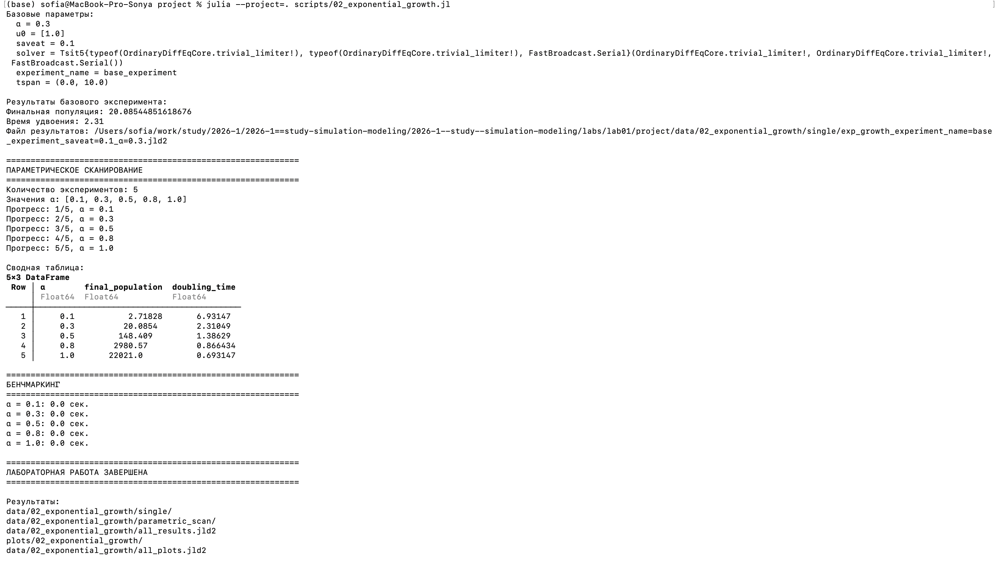 (base) sofia@MacBook-Pro-Sonya project % julia --project=. scripts/02_exponential_growth.jl
Базовые параметры:
  α = 0.3
  u0 = [1.0]
  saveat = 0.1
  solver = Tsit5{typeof(OrdinaryDiffEqCore.trivial_limiter!), typeof(OrdinaryDiffEqCore.trivial_limiter!), FastBroadcast.Serial}(OrdinaryDiffEqCore.trivial_limiter!, OrdinaryDiffEqCore.trivial_limiter!,
 FastBroadcast.Serial())
  experiment_name = base_experiment
  tspan = (0.0, 10.0)

Результаты базового эксперимента:
Финальная популяция: 20.08544851618676
Время удвоения: 2.31
Файл результатов: /Users/sofia/work/study/2026-1/2026-1==study-simulation-modeling/2026-1--study--simulation-modeling/labs/lab01/project/data/02_exponential_growth/single/exp_growth_experiment_name=base
_experiment_saveat=0.1_α=0.3.jld2

============================================================
ПАРАМЕТРИЧЕСКОЕ СКАНИРОВАНИЕ
============================================================
Количество экспериментов: 5
Значения α: [0.1, 0.3, 0.5, 0.8, 1.0]
Прогресс: 1/5, α = 0.1
Прогресс: 2/5, α = 0.3
Прогресс: 3/5, α = 0.5
Прогресс: 4/5, α = 0.8
Прогресс: 5/5, α = 1.0

Сводная таблица:
5×3 DataFrame
 Row │ α        final_population  doubling_time
     │ Float64  Float64           Float64
─────┼──────────────────────────────────────────
   1 │     0.1           2.71828       6.93147
   2 │     0.3          20.0854        2.31049
   3 │     0.5         148.409         1.38629
   4 │     0.8        2980.57          0.866434
   5 │     1.0       22021.0           0.693147

============================================================
БЕНЧМАРКИНГ
============================================================
α = 0.1: 0.0 сек.
α = 0.3: 0.0 сек.
α = 0.5: 0.0 сек.
α = 0.8: 0.0 сек.
α = 1.0: 0.0 сек.

============================================================
ЛАБОРАТОРНАЯ РАБОТА ЗАВЕРШЕНА
============================================================

Результаты:
data/02_exponential_growth/single/
data/02_exponential_growth/parametric_scan/
data/02_exponential_growth/all_results.jld2
plots/02_exponential_growth/
data/02_exponential_growth/all_plots.jld2